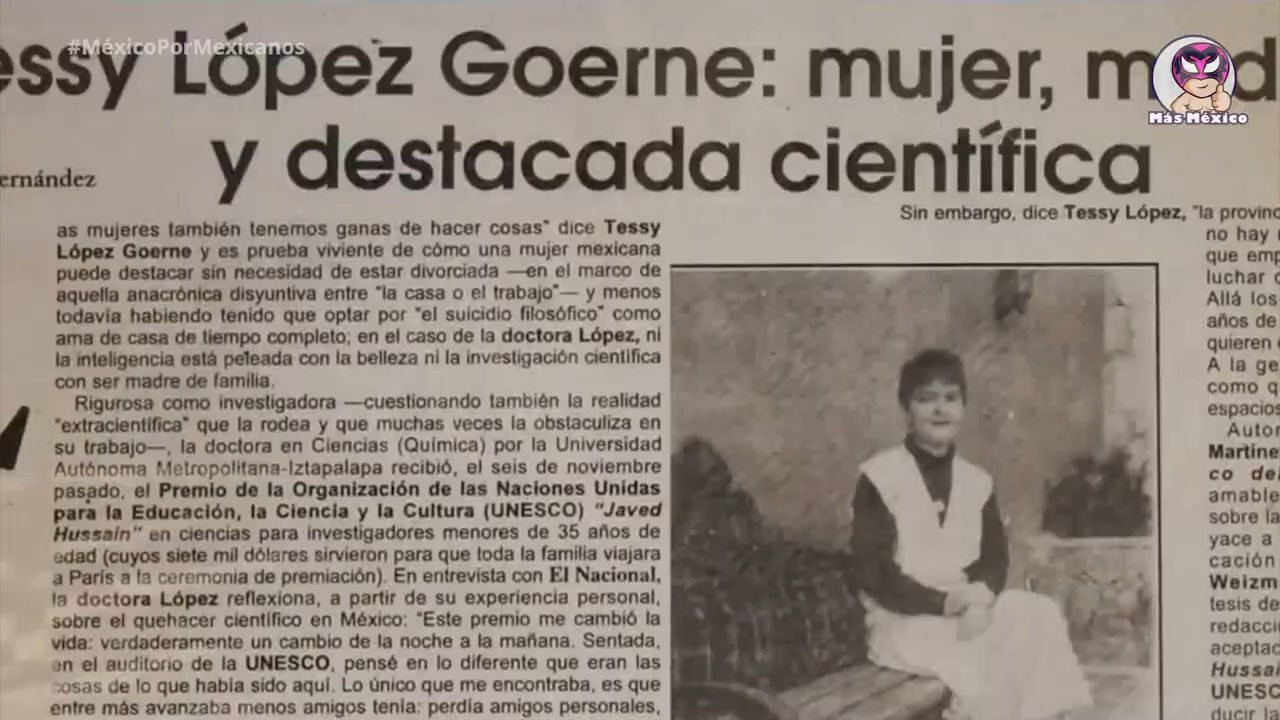 #MéxicoPorMexicanos
Más México
essy López Goerne: mujer, m d
y destacada científica
ernández
as mujeres también tenemos ganas de hacer cosas" dice Tessy
López Goerne y es prueba viviente de cómo una mujer mexicana
puede destacar sin necesidad de estar divorciada —en el marco de
aquella anacrónica disyuntiva entre "la casa o el trabajo"— y menos
todavía habiendo tenido que optar por "el suicidio filosófico" como
ama de casa de tiempo completo; en el caso de la doctora López, ni
la inteligencia está peleada con la belleza ni la investigación científica
con ser madre de familia.
Rigurosa como investigadora —cuestionando también la realidad
"extracientífica" que la rodea y que muchas veces la obstaculiza en
su trabajo—, la doctora en Ciencias (Química) por la Universidad
Autónoma Metropolitana-Iztapalapa recibió, el seis de noviembre
pasado, el Premio de la Organización de las Naciones Unidas
para la Educación, la Ciencia y la Cultura (UNESCO) "Javed
Hussain" en ciencias para investigadores menores de 35 años de
edad (cuyos siete mil dólares sirvieron para que toda la familia viajara
a París a la ceremonia de premiación). En entrevista con El Nacional,
la doctora López reflexiona, a partir de su experiencia personal,
sobre el quehacer científico en México: "Este premio me cambió la
vida: verdaderamente un cambio de la noche a la mañana. Sentada,
en el auditorio de la UNESCO, pensé en lo diferente que eran las
cosas de lo que había sido aquí. Lo único que me encontraba, es que
entre más avanzaba menos amigos tenía: perdía amigos personales,
Sin embargo, dice Tessy López, "la provinc
no hay
que emp
luchar
Allá los
años de
quieren
A la ge
como q
espacios
Autor
Martíne
co de
amable
sobre la
yace a
cación
Weizm
tesis de
redacci
aceptac
Hussai
UNESC
ducir la